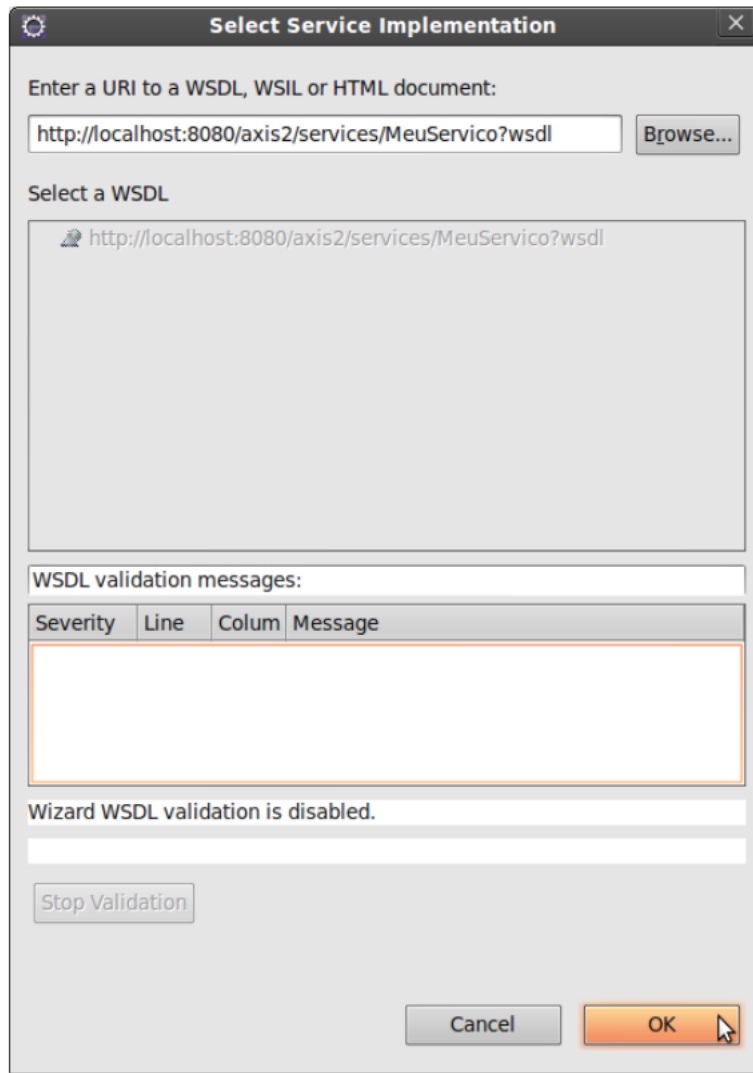 Select Service Implementation
Enter a URI to a WSDL, WSIL or HTML document:
http://localhost:8080/axis2/services/MeuServico?wsdl
Browse...
Select a WSDL
http://localhost:8080/axis2/services/MeuServico?wsdl
WSDL validation messages:
Severity Line Colum Message
Wizard WSDL validation is disabled.
Stop Validation
Cancel OK